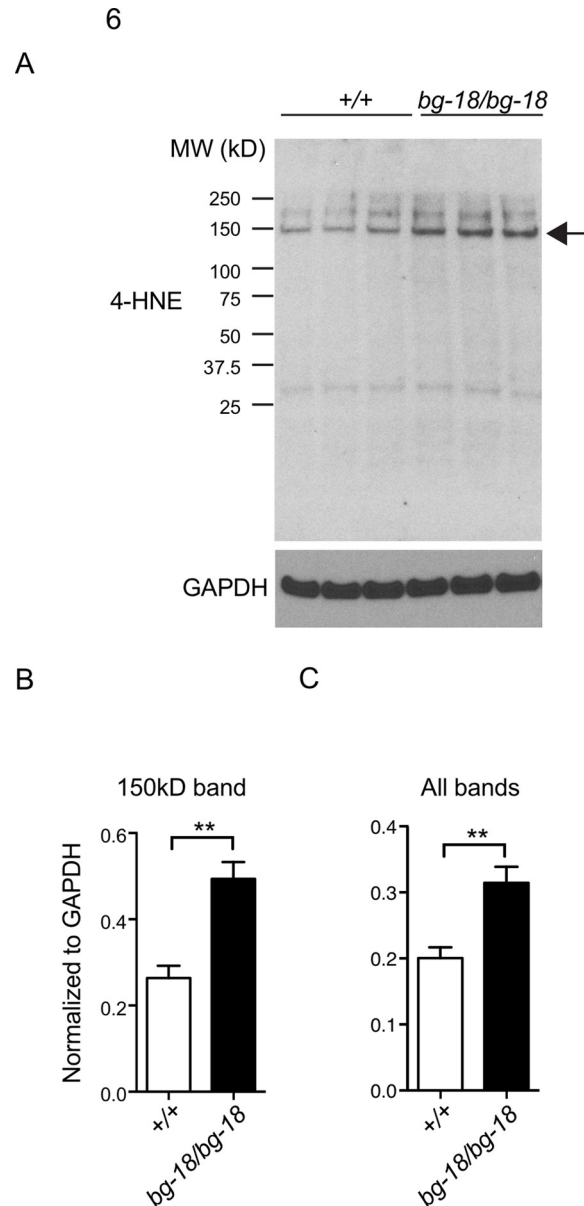 6
A
+/+ bg-18/bg-18
MW (kD)
250
150
100
4-HNE
75
50
37.5
25
GAPDH
B
C
150kD band
All bands
Normalized to GAPDH
0.6
0.4
0.2
0.0
**
+/+
bg-18/bg-18
0.4
0.3
0.2
0.1
0.0
**
+/+
bg-18/bg-18